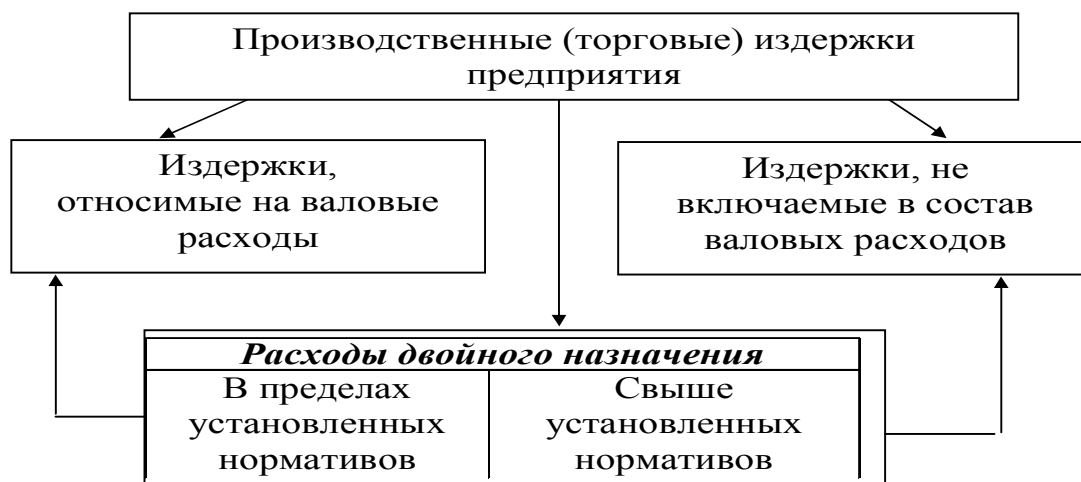 Производственные (торговые) издержки
предприятия
Издержки,
относимые на валовые
расходы
Издержки, не
включаемые в состав
валовых расходов
Расходы двойного назначения
В пределах
установленных
нормативов
Свыше
установленных
нормативов